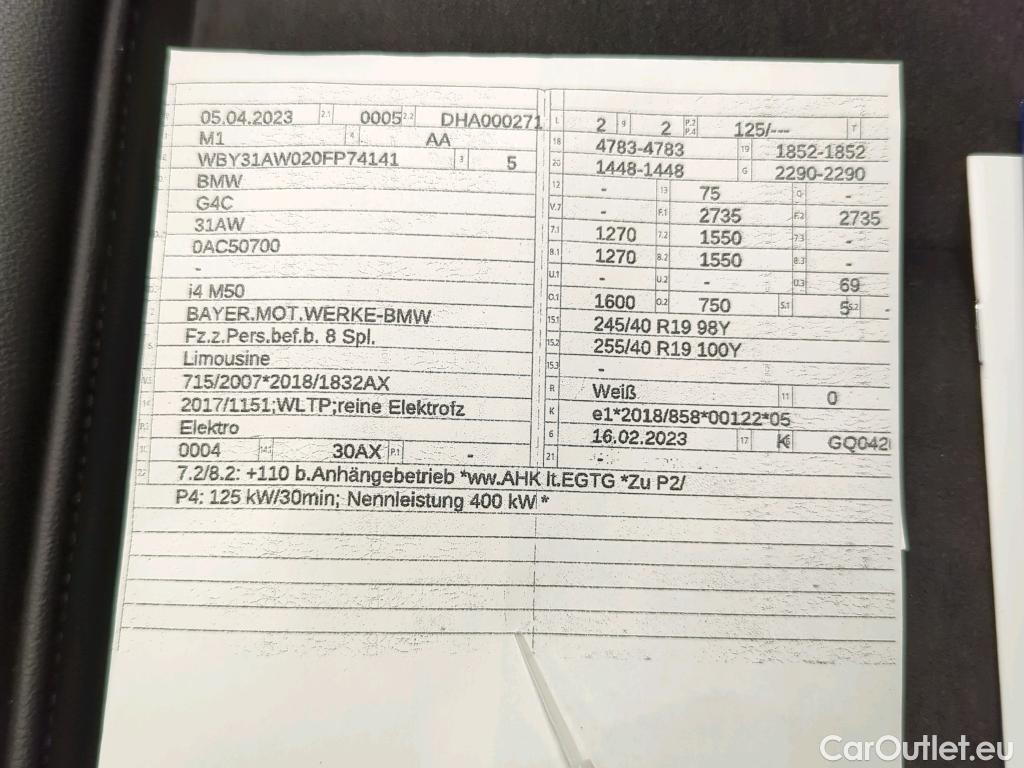 05.04.2023 2.1 0005 2.2 DHA000271
M1 4 AA
WBY31AW020FP74141 3 5
BMW
G4C
31AW
0AC50700
-
i4 M50
BAYER.MOT.WERKE-BMW
Fz.z.Pers.bef.b. 8 Spl.
Limousine
715/2007*2018/1832AX
2017/1151;WLTP;reine Elektrofz
Elektro
0004 14.1 30AX P.1 -
L 2 9 2 P.2 P.4 125/--- T
18 4783-4783 19 1852-1852
20 1448-1448 G 2290-2290
12 - 13 75 Q -
V.7 - F.1 2735 F.2 2735
7.1 1270 7.2 1550 7.3 -
8.1 1270 8.2 1550 8.3 -
U.1 - U.2 - U.3 69
O.1 1600 O.2 750 S.1 5 S.2 -
15.1 245/40 R19 98Y
15.2 255/40 R19 100Y
15.3 -
R Weiß 11 0
K e1*2018/858*00122*05
6 16.02.2023 17 K GQ042
21 -
22 7.2/8.2: +110 b.Anhängebetrieb *ww.AHK lt.EGTG *Zu P2/
P4: 125 kW/30min; Nennleistung 400 kW *
CarOutlet.eu